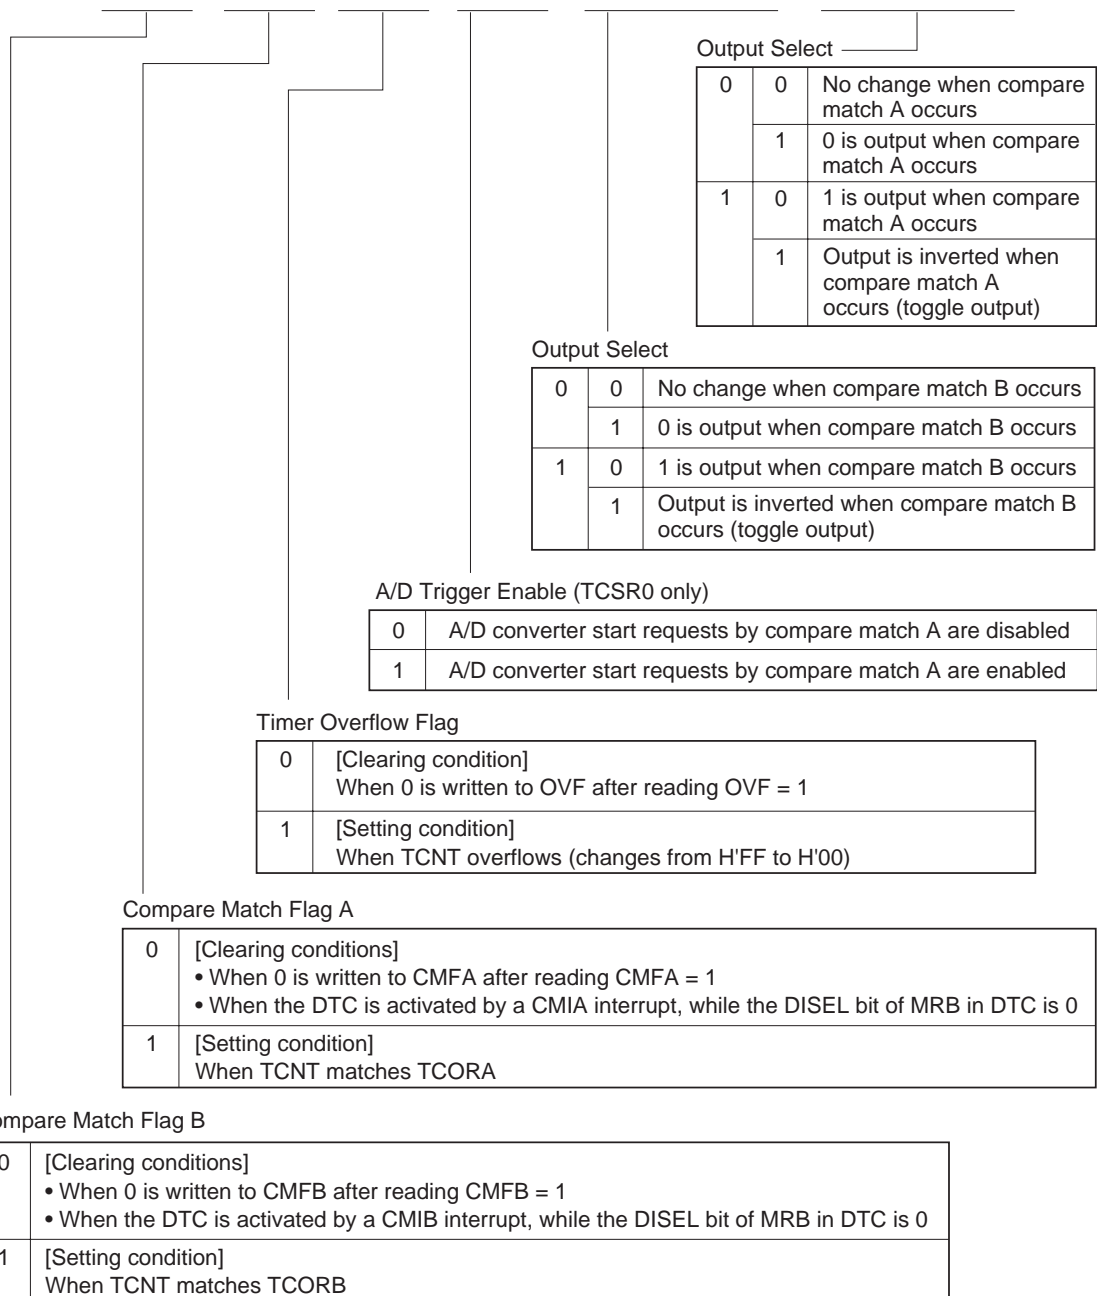 Output Select
0 0 No change when compare
match A occurs
1 0 is output when compare
match A occurs
1 0 1 is output when compare
match A occurs
1 Output is inverted when
compare match A
occurs (toggle output)
Output Select
0 0 No change when compare match B occurs
1 0 is output when compare match B occurs
1 0 1 is output when compare match B occurs
1 Output is inverted when compare match B
occurs (toggle output)
A/D Trigger Enable (TCSR0 only)
0 A/D converter start requests by compare match A are disabled
1 A/D converter start requests by compare match A are enabled
Timer Overflow Flag
0 [Clearing condition]
When 0 is written to OVF after reading OVF = 1
1 [Setting condition]
When TCNT overflows (changes from H'FF to H'00)
Compare Match Flag A
0 [Clearing conditions]
• When 0 is written to CMFA after reading CMFA = 1
• When the DTC is activated by a CMIA interrupt, while the DISEL bit of MRB in DTC is 0
1 [Setting condition]
When TCNT matches TCORA
ompare Match Flag B
0 [Clearing conditions]
• When 0 is written to CMFB after reading CMFB = 1
• When the DTC is activated by a CMIB interrupt, while the DISEL bit of MRB in DTC is 0
1 [Setting condition]
When TCNT matches TCORB